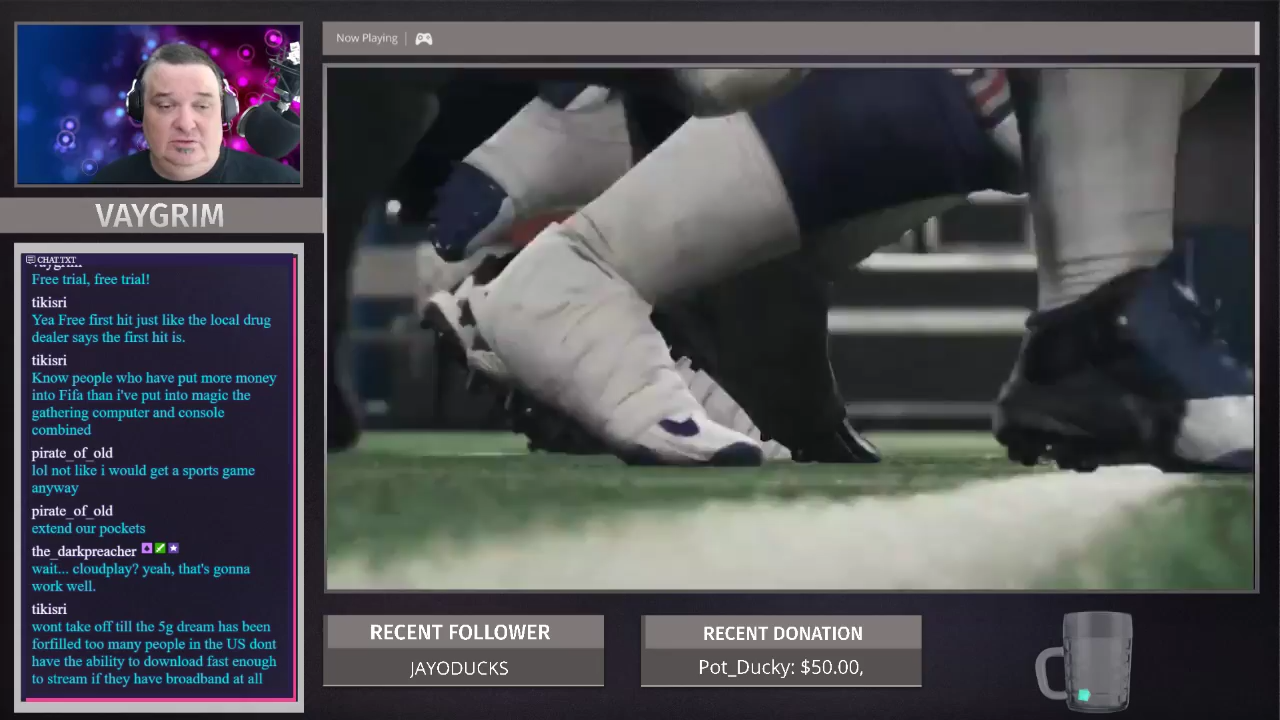 Now Playing
VAYGRIM
CHAT.TXT
vaygrim
Free trial, free trial!
tikisri
Yea Free first hit just like the local drug
dealer says the first hit is.
tikisri
Know people who have put more money
into Fifa than i've put into magic the
gathering computer and console
combined
pirate_of_old
lol not like i would get a sports game
anyway
pirate_of_old
extend our pockets
the_darkpreacher
wait... cloudplay? yeah, that's gonna
work well.
tikisri
wont take off till the 5g dream has been
forfilled too many people in the US dont
have the ability to download fast enough
to stream if they have broadband at all
RECENT FOLLOWER
JAYODUCKS
RECENT DONATION
Pot_Ducky: $50.00,